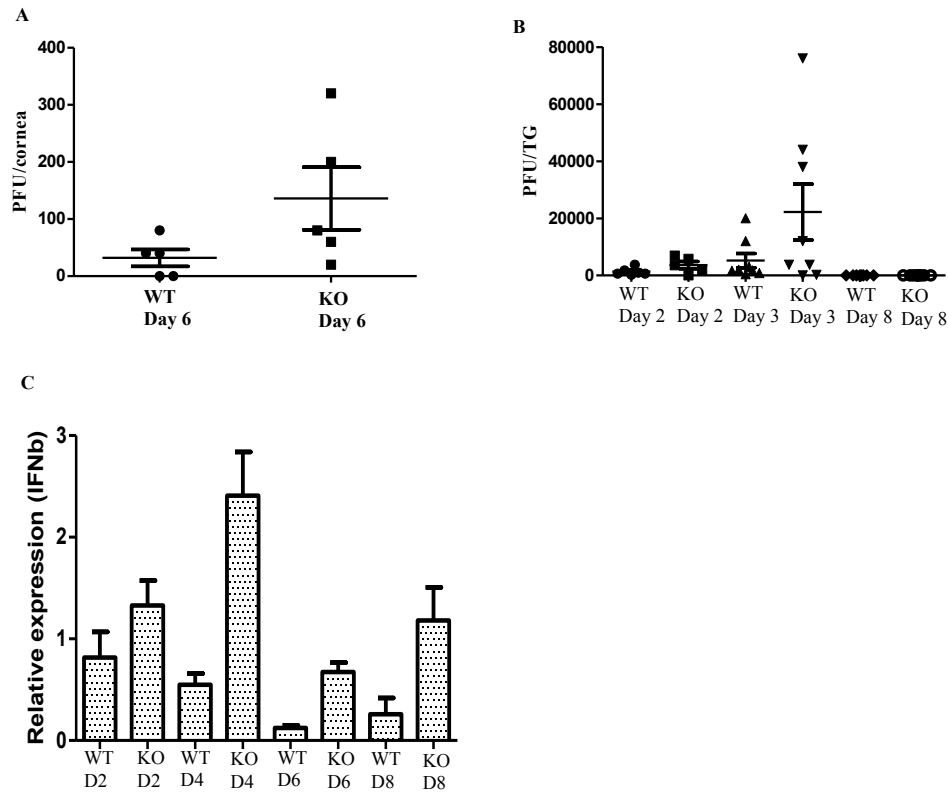 A
PFU/cornea
400
300
200
100
0
WT
Day 6
KO
Day 6
B
PFU/TG
80000
60000
40000
20000
0
WT
Day 2
KO
Day 2
WT
Day 3
KO
Day 3
WT
Day 8
KO
Day 8
C
Relative expression (IFNb)
3
2
1
0
WT
D2
KO
D2
WT
D4
KO
D4
WT
D6
KO
D6
WT
D8
KO
D8